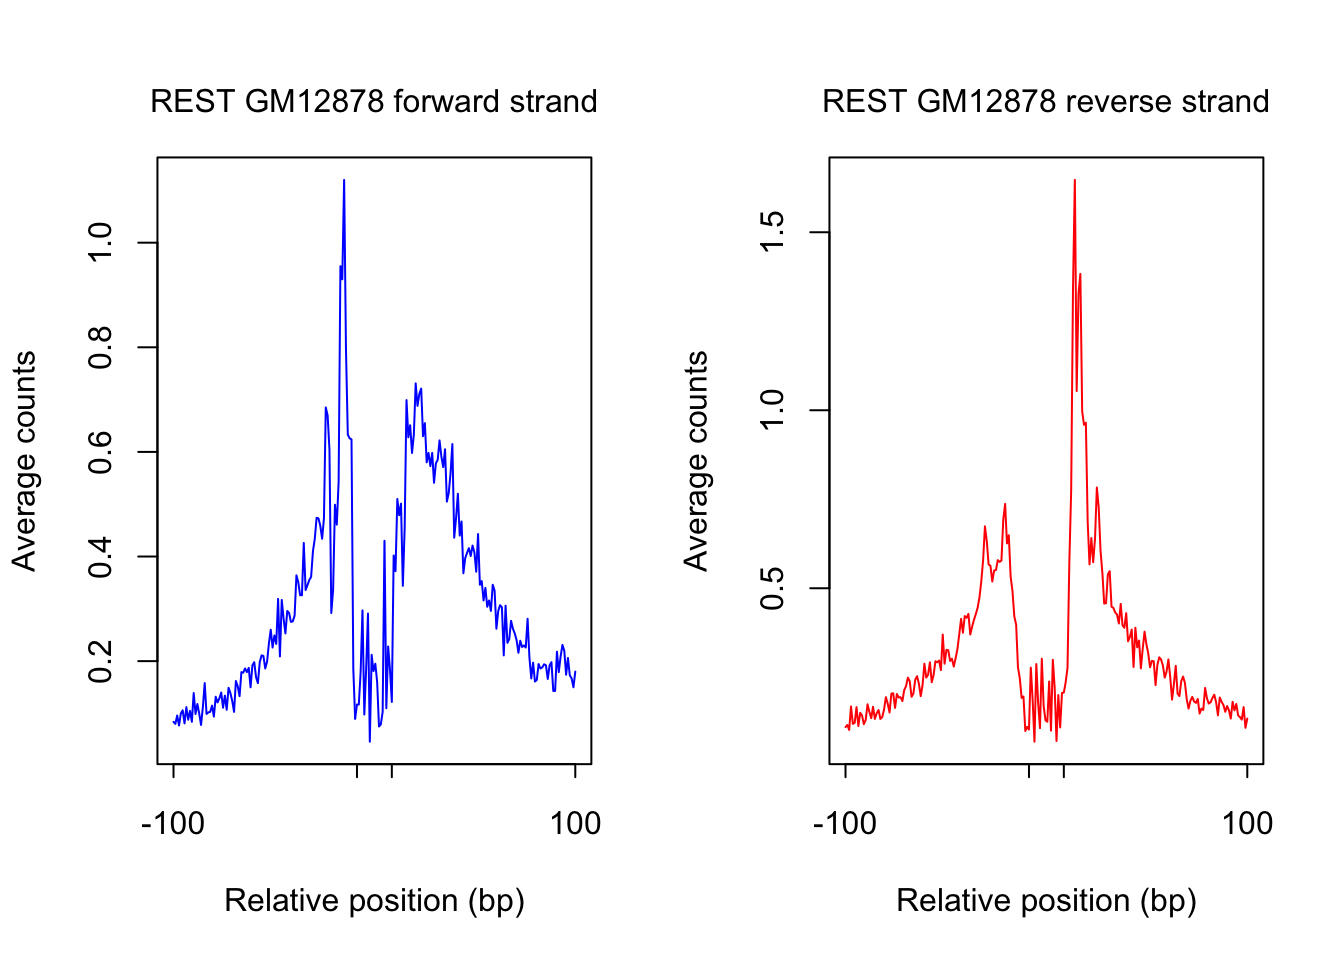 REST GM12878 forward strand
Average counts
1.0
0.8
0.6
0.4
0.2
-100
100
Relative position (bp)
REST GM12878 reverse strand
Average counts
1.5
1.0
0.5
-100
100
Relative position (bp)